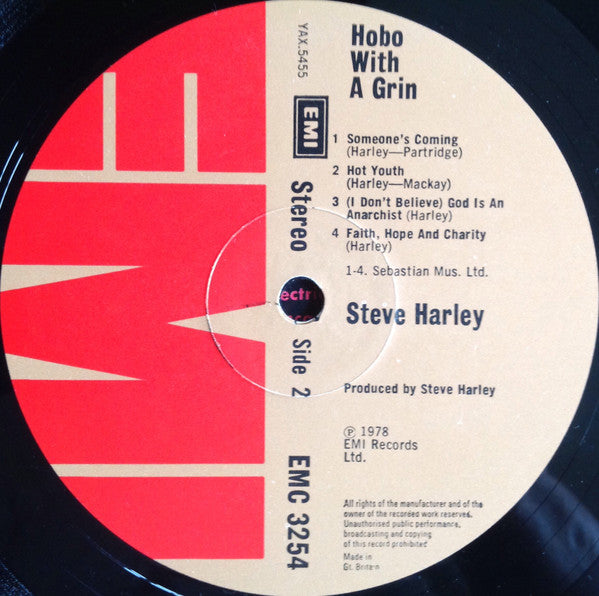 Hobo
With
A Grin
YAX.5455
EMI
Stereo
1 Someone's Coming
(Harley—Partridge)
2 Hot Youth
(Harley—Mackay)
3 (I Don't Believe) God Is An
Anarchist (Harley)
4 Faith, Hope And Charity
(Harley)
1-4. Sebastian Mus. Ltd.
Steve Harley
Side 2
Produced by Steve Harley
EMC 3254
℗ 1978
EMI Records
Ltd.
All rights of the manufacturer and of the
owner of the recorded work reserved.
Unauthorised public performance,
broadcasting and copying
of this record prohibited
Made in
Gt. Britain
EMI
ectri